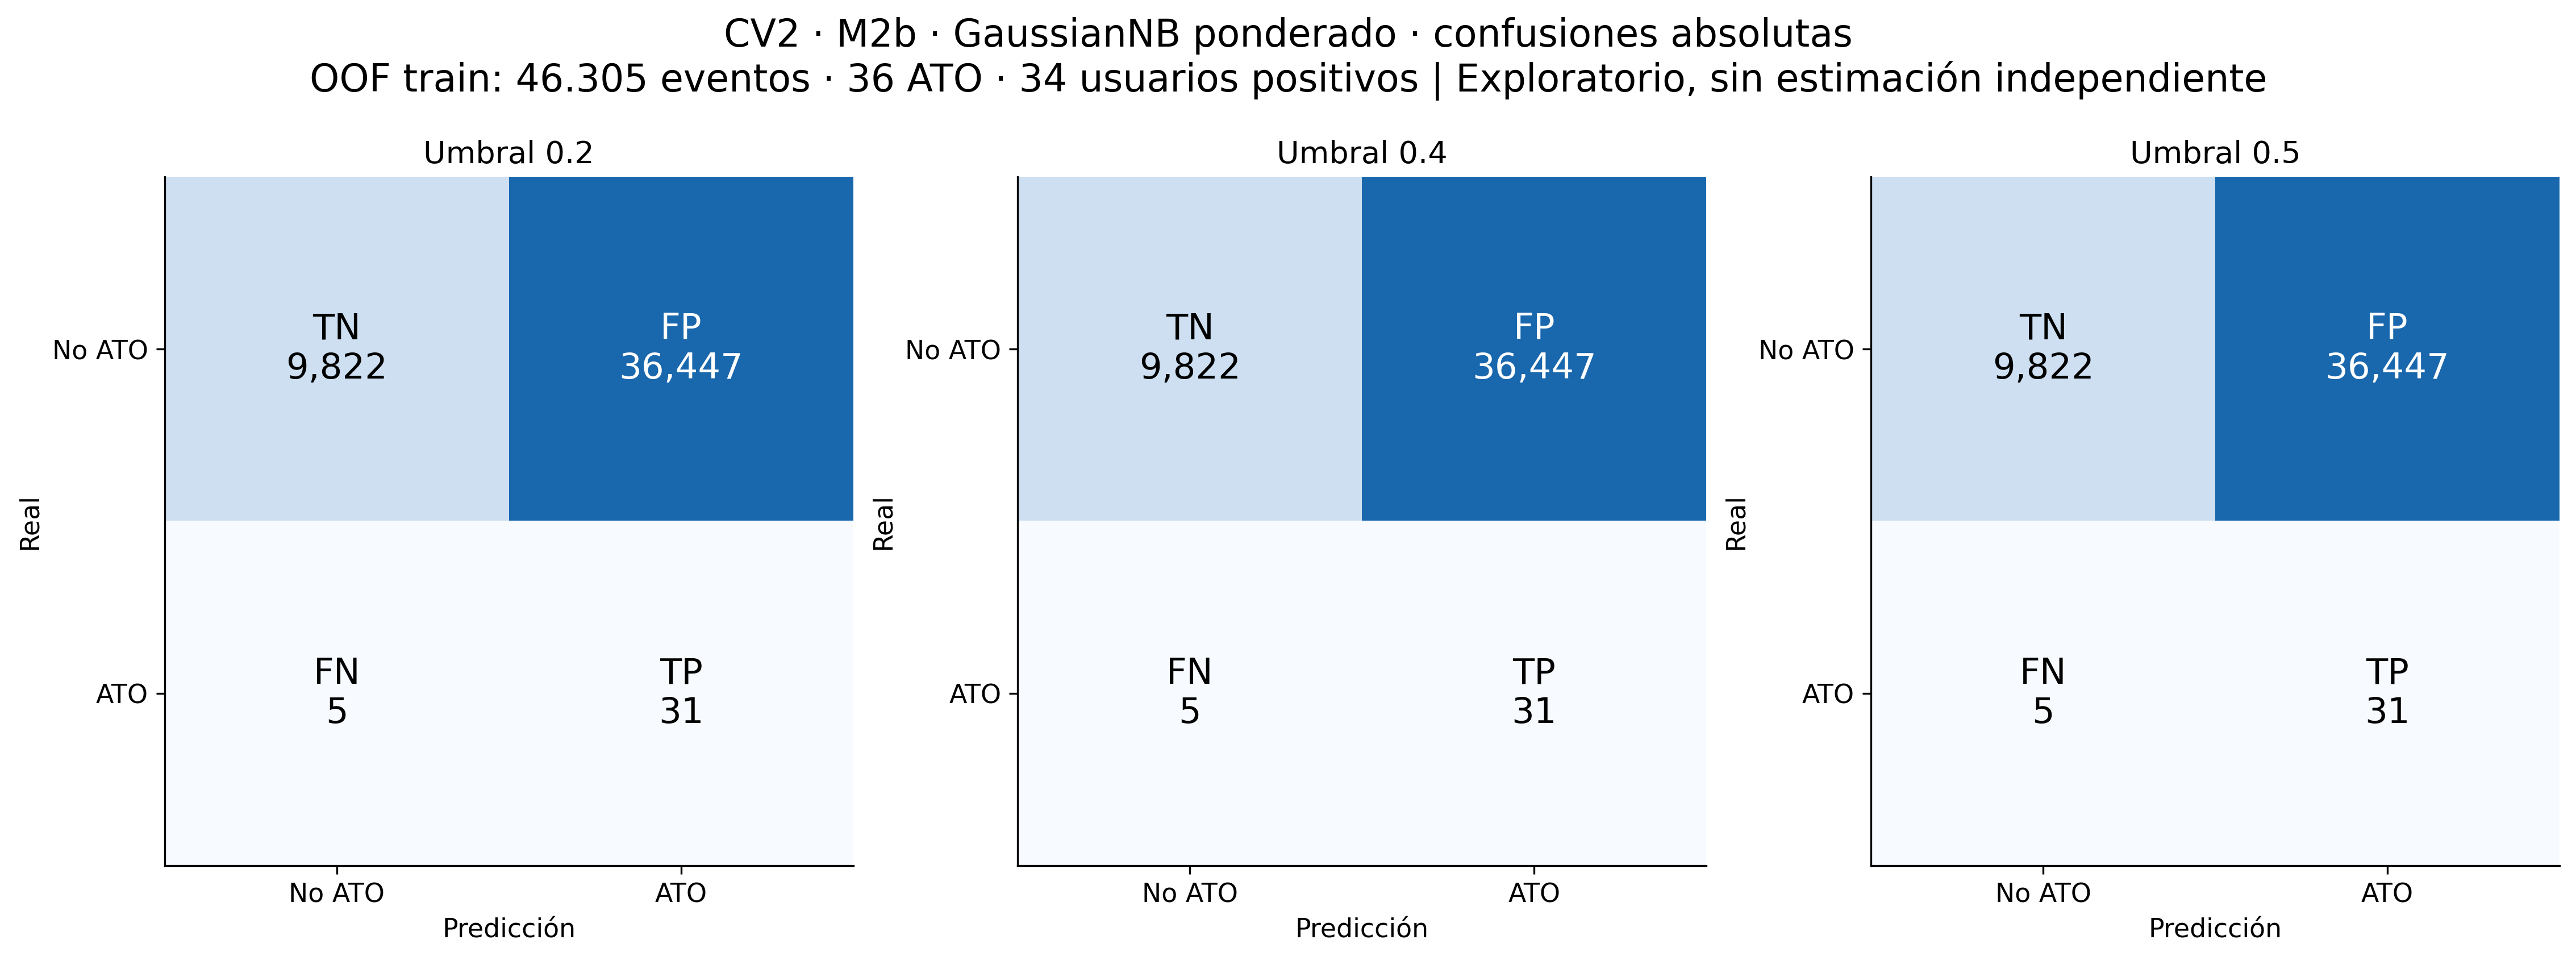 CV2 · M2b · GaussianNB ponderado · confusiones absolutas
OOF train: 46.305 eventos · 36 ATO · 34 usuarios positivos | Exploratorio, sin estimación independiente
Umbral 0.2
Real
No ATO
ATO
TN
9,822
FP
36,447
FN
5
TP
31
No ATO
ATO
Predicción
Umbral 0.4
Real
No ATO
ATO
TN
9,822
FP
36,447
FN
5
TP
31
No ATO
ATO
Predicción
Umbral 0.5
Real
No ATO
ATO
TN
9,822
FP
36,447
FN
5
TP
31
No ATO
ATO
Predicción